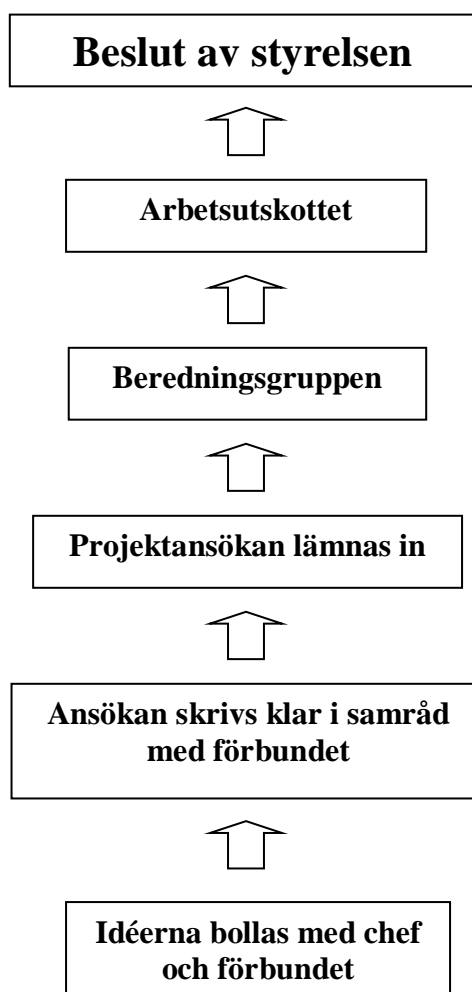 Beslut av styrelsen
Arbetsutskottet
Beredningsgruppen
Projektansökan lämnas in
Ansökan skrivs klar i samråd
med förbundet
Idéerna bollas med chef
och förbundet